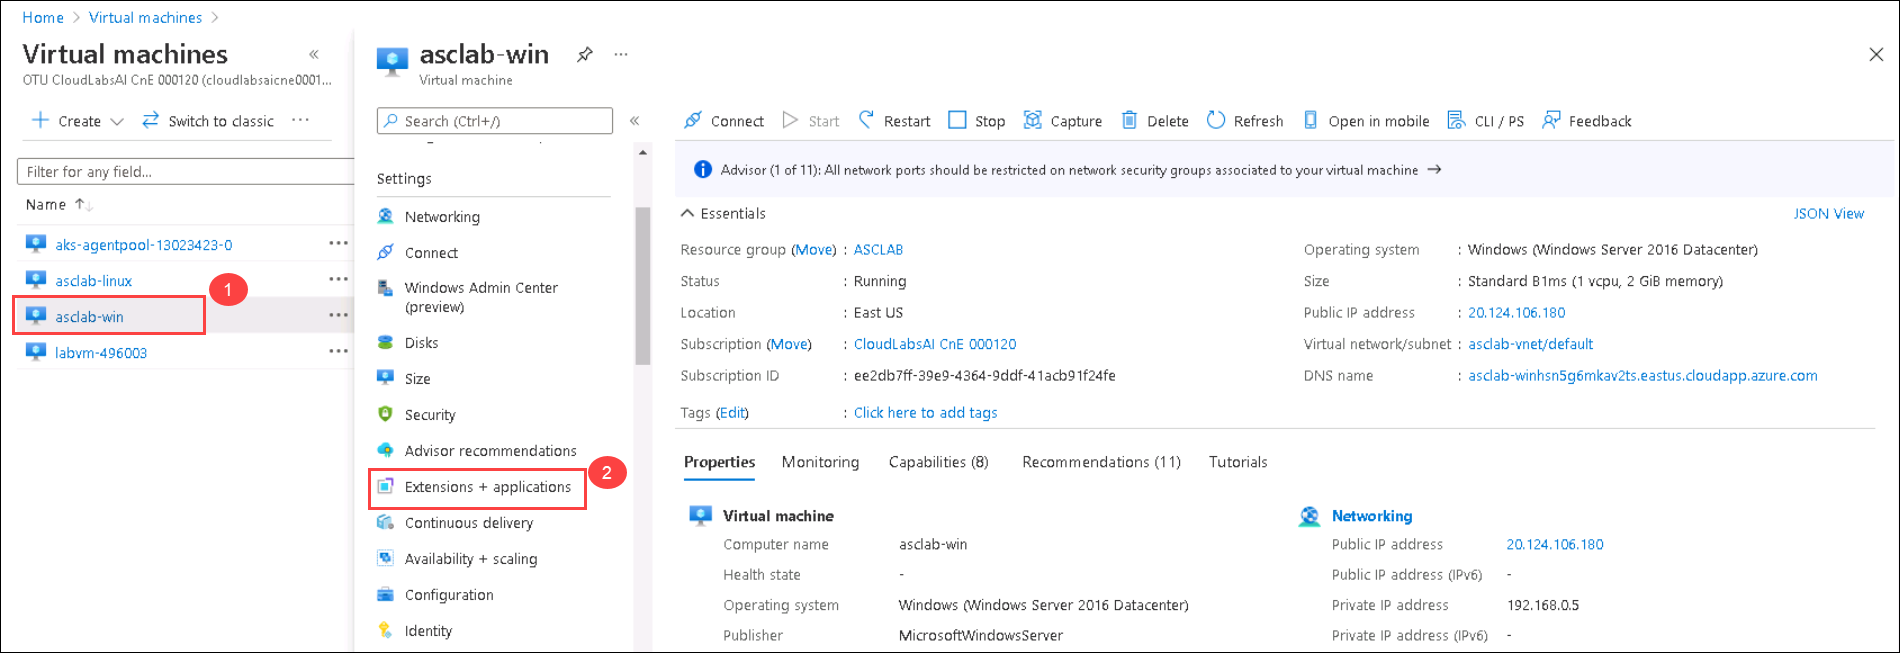 Home > Virtual machines >
Virtual machines «
OTU CloudLabsAI CnE 000120 (cloudlabsaicne0001...
+ Create Switch to classic ...
Filter for any field...
Name ↑↓
aks-agentpool-13023423-0 ...
asclab-linux ...
1
asclab-win ...
labvm-496003 ...
asclab-win ...
Virtual machine
Search (Ctrl+/) «
Settings
Networking
Connect
Windows Admin Center
(preview)
Disks
Size
Security
Advisor recommendations
2
Extensions + applications
Continuous delivery
Availability + scaling
Configuration
Identity
Connect Start Restart Stop Capture Delete Refresh Open in mobile CLI / PS Feedback
Advisor (1 of 11): All network ports should be restricted on network security groups associated to your virtual machine →
Essentials JSON View
Resource group (Move) : ASCLAB
Status : Running
Location : East US
Subscription (Move) : CloudLabsAI CnE 000120
Subscription ID : ee2db7ff-39e9-4364-9ddf-41acb91f24fe
Tags (Edit) : Click here to add tags
Operating system : Windows (Windows Server 2016 Datacenter)
Size : Standard B1ms (1 vcpu, 2 GiB memory)
Public IP address : 20.124.106.180
Virtual network/subnet : asclab-vnet/default
DNS name : asclab-winhsn5g6mkav2ts.eastus.cloudapp.azure.com
Properties Monitoring Capabilities (8) Recommendations (11) Tutorials
Virtual machine
Computer name asclab-win
Health state -
Operating system Windows (Windows Server 2016 Datacenter)
Publisher MicrosoftWindowsServer
Networking
Public IP address 20.124.106.180
Public IP address (IPv6) -
Private IP address 192.168.0.5
Private IP address (IPv6) -